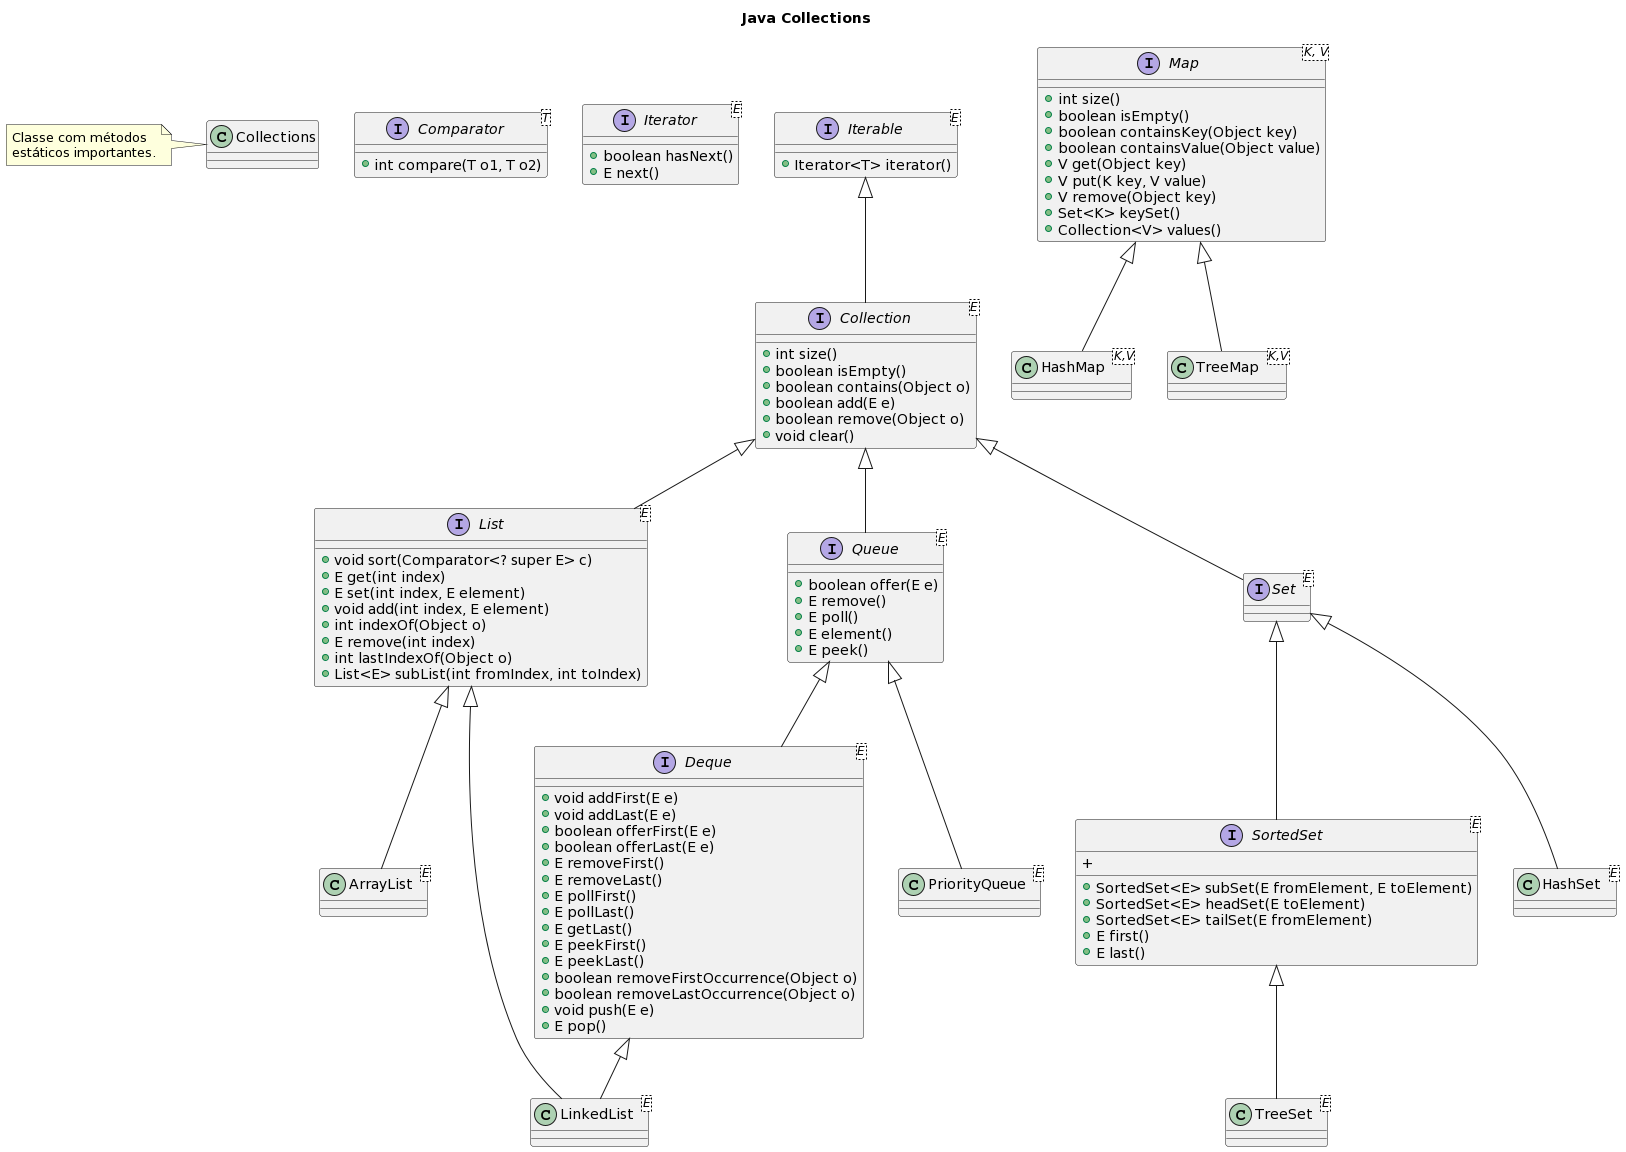 Java Collections
Classe com métodos
estáticos importantes.
C Collections
I Comparator T
int compare(T o1, T o2)
I Iterator E
boolean hasNext()
E next()
I Iterable E
Iterator<T> iterator()
I Map K, V
int size()
boolean isEmpty()
boolean containsKey(Object key)
boolean containsValue(Object value)
V get(Object key)
V put(K key, V value)
V remove(Object key)
Set<K> keySet()
Collection<V> values()
I Collection E
int size()
boolean isEmpty()
boolean contains(Object o)
boolean add(E e)
boolean remove(Object o)
void clear()
C HashMap K,V
C TreeMap K,V
I List E
void sort(Comparator<? super E> c)
E get(int index)
E set(int index, E element)
void add(int index, E element)
int indexOf(Object o)
E remove(int index)
int lastIndexOf(Object o)
List<E> subList(int fromIndex, int toIndex)
I Queue E
boolean offer(E e)
E remove()
E poll()
E element()
E peek()
I Set E
I Deque E
void addFirst(E e)
void addLast(E e)
boolean offerFirst(E e)
boolean offerLast(E e)
E removeFirst()
E removeLast()
E pollFirst()
E pollLast()
E getLast()
E peekFirst()
E peekLast()
boolean removeFirstOccurrence(Object o)
boolean removeLastOccurrence(Object o)
void push(E e)
E pop()
I SortedSet E
+
SortedSet<E> subSet(E fromElement, E toElement)
SortedSet<E> headSet(E toElement)
SortedSet<E> tailSet(E fromElement)
E first()
E last()
C ArrayList E
C PriorityQueue E
C HashSet E
C LinkedList E
C TreeSet E